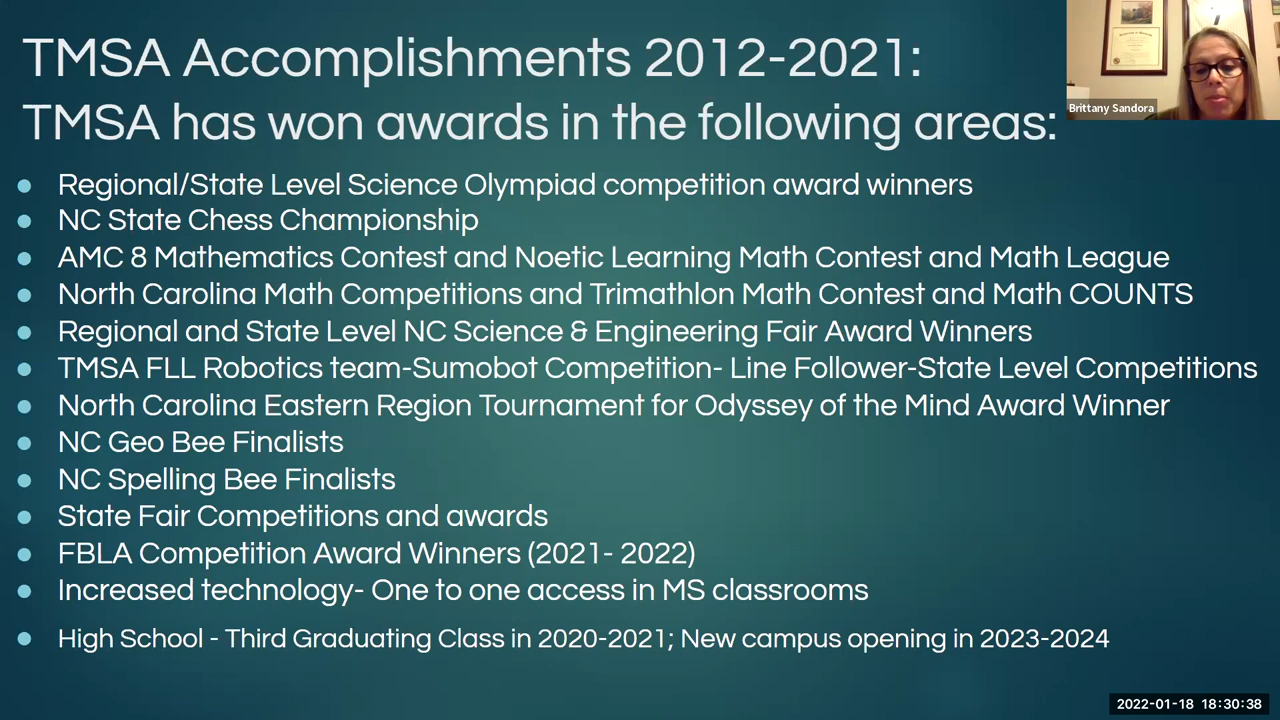 TMSA Accomplishments 2012-2021:
TMSA has won awards in the following areas:
Brittany Sandora
● Regional/State Level Science Olympiad competition award winners
● NC State Chess Championship
● AMC 8 Mathematics Contest and Noetic Learning Math Contest and Math League
● North Carolina Math Competitions and Trimathlon Math Contest and Math COUNTS
● Regional and State Level NC Science & Engineering Fair Award Winners
● TMSA FLL Robotics team-Sumobot Competition- Line Follower-State Level Competitions
● North Carolina Eastern Region Tournament for Odyssey of the Mind Award Winner
● NC Geo Bee Finalists
● NC Spelling Bee Finalists
● State Fair Competitions and awards
● FBLA Competition Award Winners (2021- 2022)
● Increased technology- One to one access in MS classrooms
● High School - Third Graduating Class in 2020-2021; New campus opening in 2023-2024
2022-01-18 18:30:38